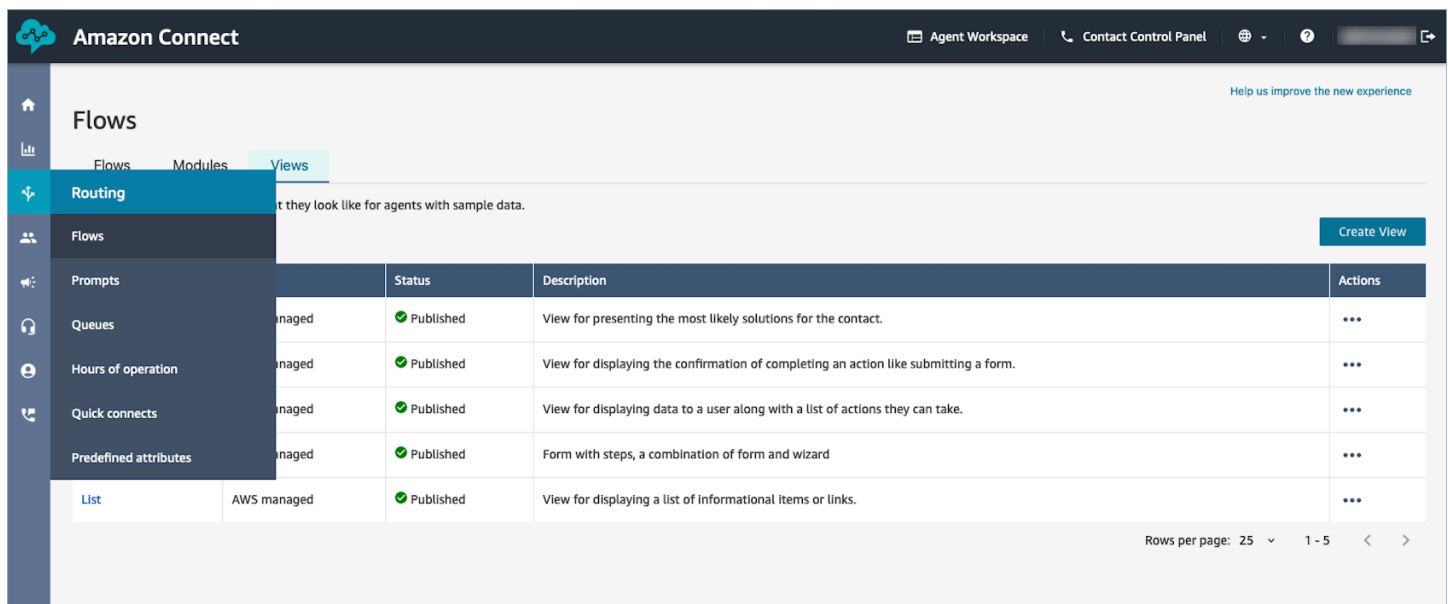 Amazon Connect
Agent Workspace
Contact Control Panel
Help us improve the new experience
Flows
Flows Modules Views
Routing
Flows
Prompts
Queues
Hours of operation
Quick connects
Predefined attributes
they look like for agents with sample data.
Create View
Status Description Actions
Published View for presenting the most likely solutions for the contact.
Published View for displaying the confirmation of completing an action like submitting a form.
Published View for displaying data to a user along with a list of actions they can take.
Published Form with steps, a combination of form and wizard
List AWS managed Published View for displaying a list of informational items or links.
Rows per page: 25 1 - 5